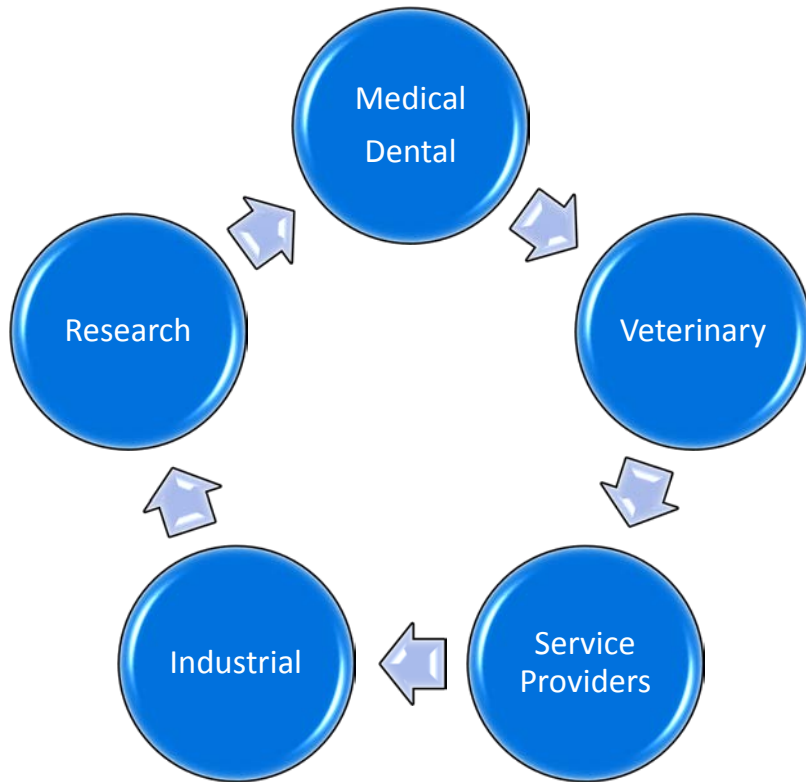 Medical
Dental
Veterinary
Service
Providers
Industrial
Research